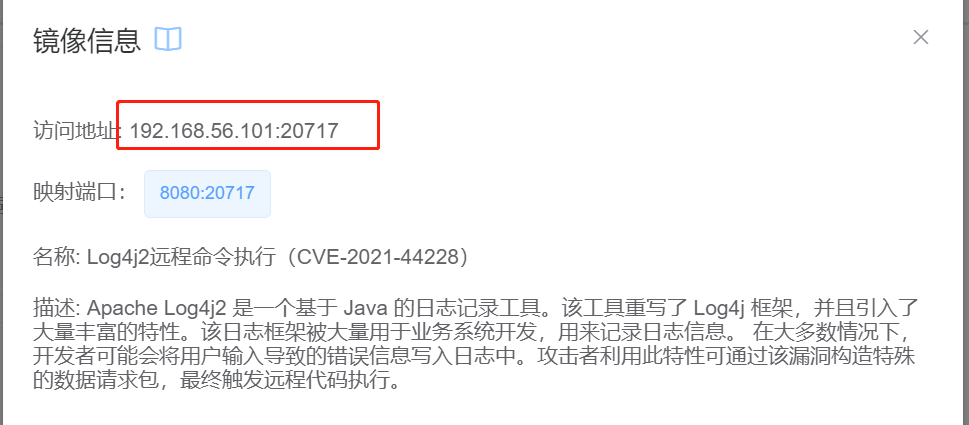 镜像信息
访问地址: 192.168.56.101:20717
映射端口： 8080:20717
名称: Log4j2远程命令执行（CVE-2021-44228）
描述: Apache Log4j2 是一个基于 Java 的日志记录工具。该工具重写了 Log4j 框架，并且引入了
大量丰富的特性。该日志框架被大量用于业务系统开发，用来记录日志信息。 在大多数情况下，
开发者可能会将用户输入导致的错误信息写入日志中。攻击者利用此特性可通过该漏洞构造特殊
的数据请求包，最终触发远程代码执行。